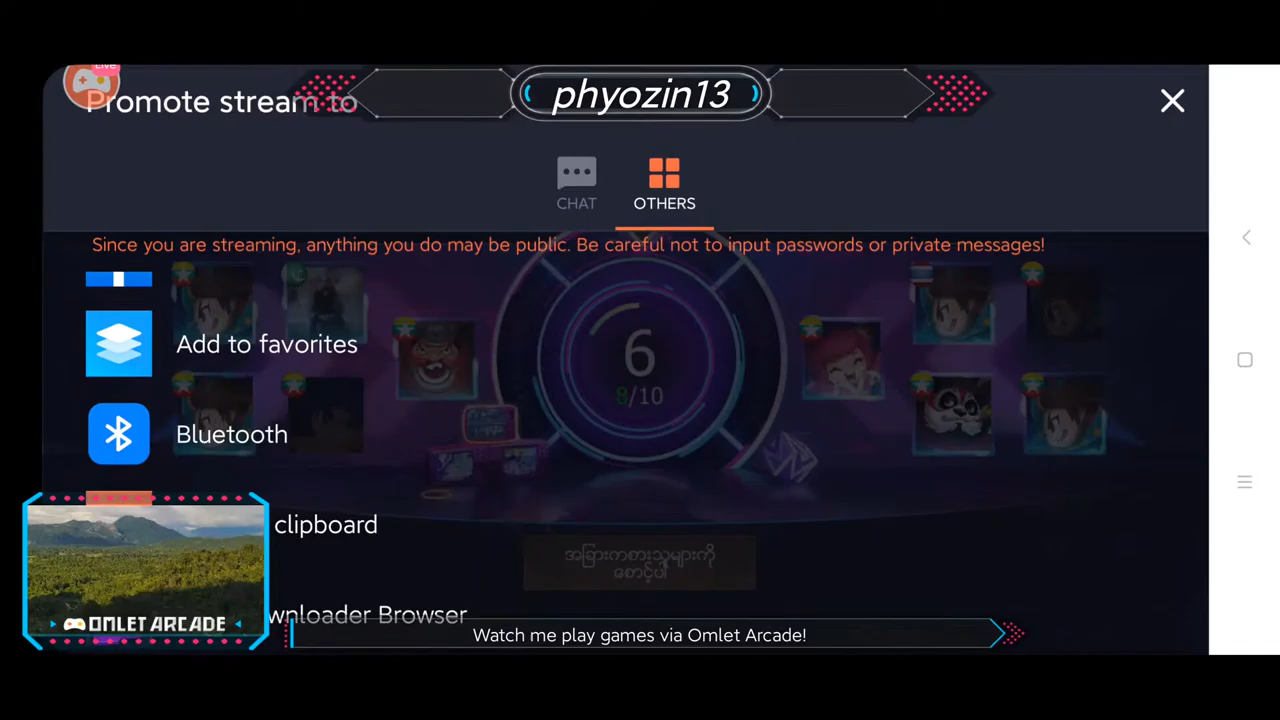 Live
Promote stream to
phyozin13
CHAT
OTHERS
Since you are streaming, anything you do may be public. Be careful not to input passwords or private messages!
6
8/10
Add to favorites
Bluetooth
clipboard
အခြားကစားသူများကို
စောင့်ပါ
wnloader Browser
OMLET ARCADE
Watch me play games via Omlet Arcade!